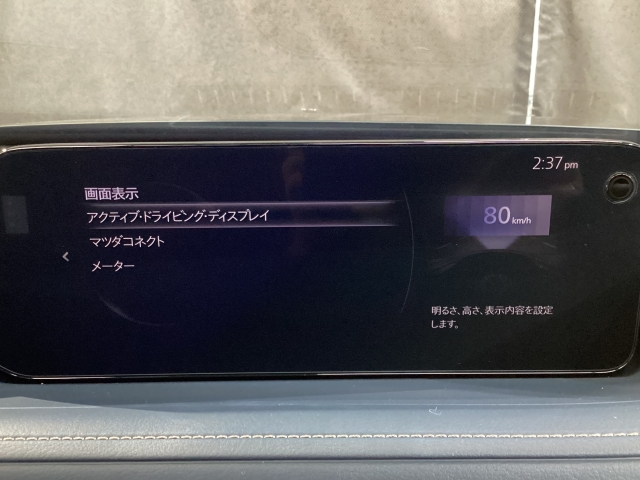 2:37 pm
画面表示
アクティブ・ドライビング・ディスプレイ
80 km/h
マツダコネクト
メーター
明るさ、高さ、表示内容を設定
します。